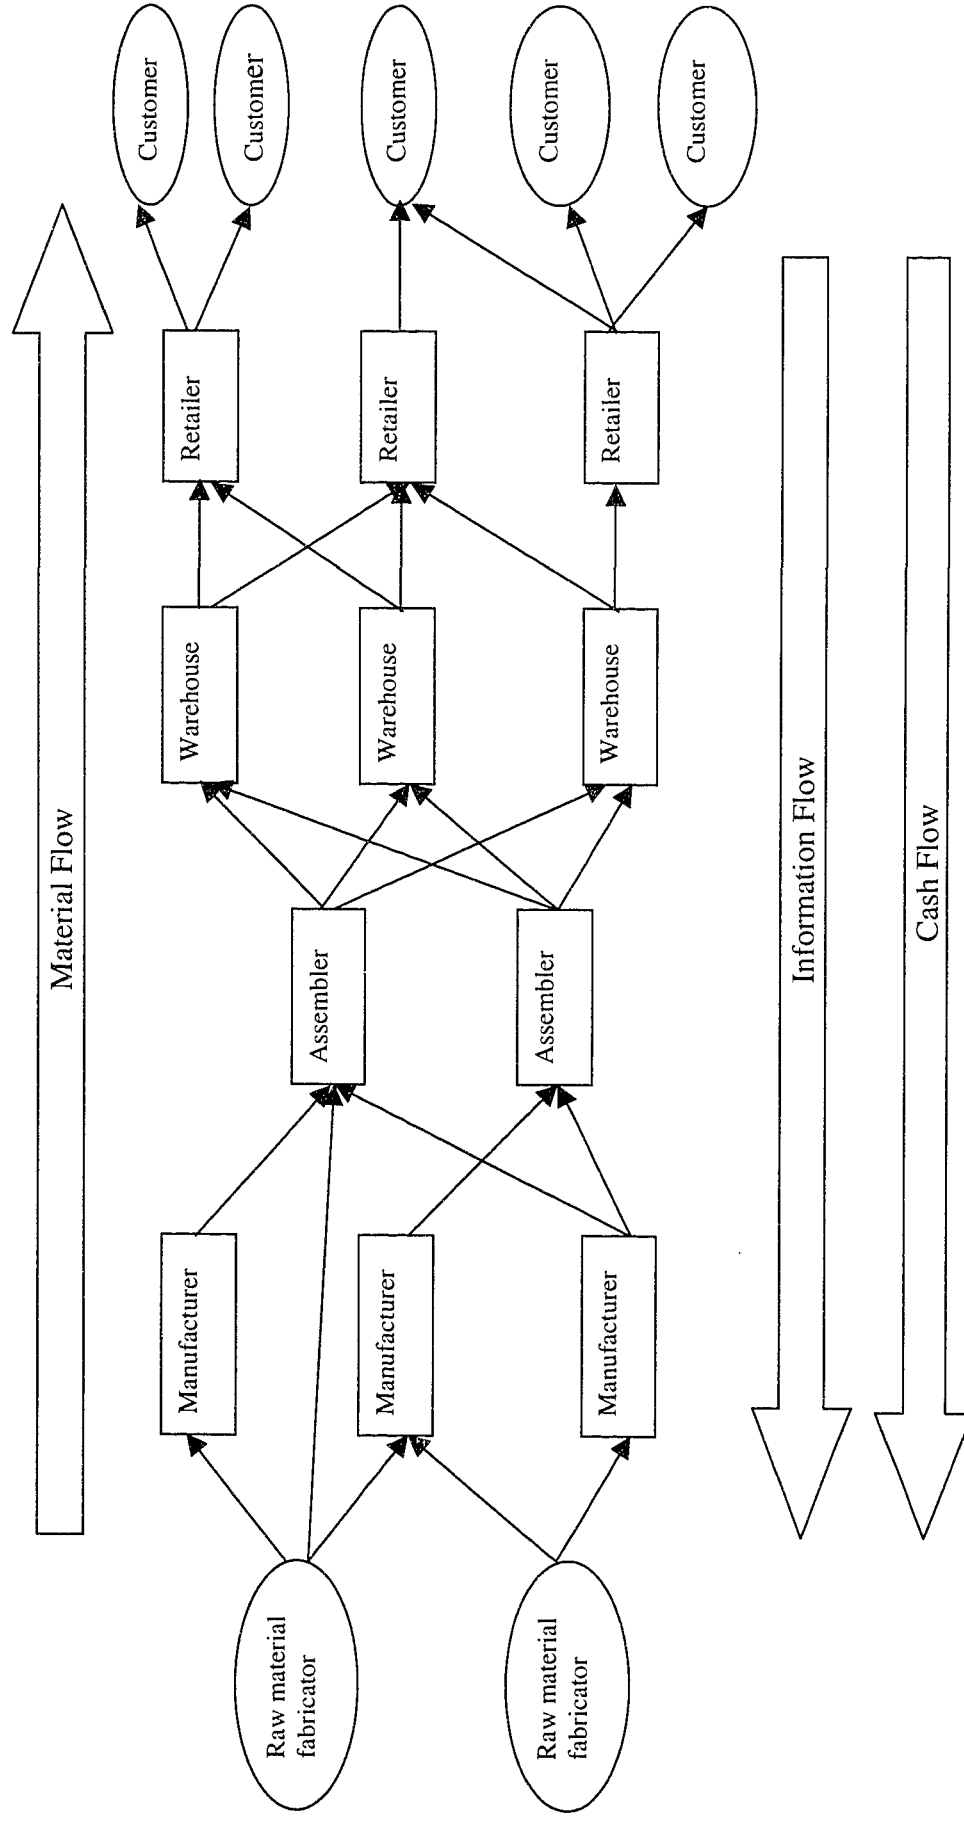 Material Flow
Raw material
fabricator
Raw material
fabricator
Manufacturer
Manufacturer
Manufacturer
Assembler
Assembler
Warehouse
Warehouse
Warehouse
Retailer
Retailer
Retailer
Customer
Customer
Customer
Customer
Customer
Information Flow
Cash Flow